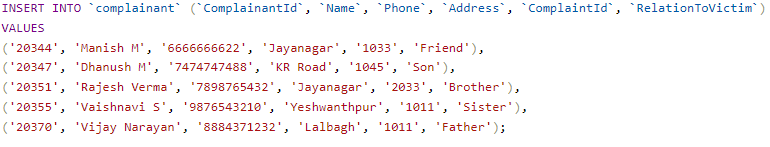 INSERT INTO `complainant` (`ComplainantId`, `Name`, `Phone`, `Address`, `ComplaintId`, `RelationToVictim`)
VALUES
('20344', 'Manish M', '6666666622', 'Jayanagar', '1033', 'Friend'),
('20347', 'Dhanush M', '7474747488', 'KR Road', '1045', 'Son'),
('20351', 'Rajesh Verma', '7898765432', 'Jayanagar', '2033', 'Brother'),
('20355', 'Vaishnavi S', '9876543210', 'Yeshwanthpur', '1011', 'Sister'),
('20370', 'Vijay Narayan', '8884371232', 'Lalbagh', '1011', 'Father');